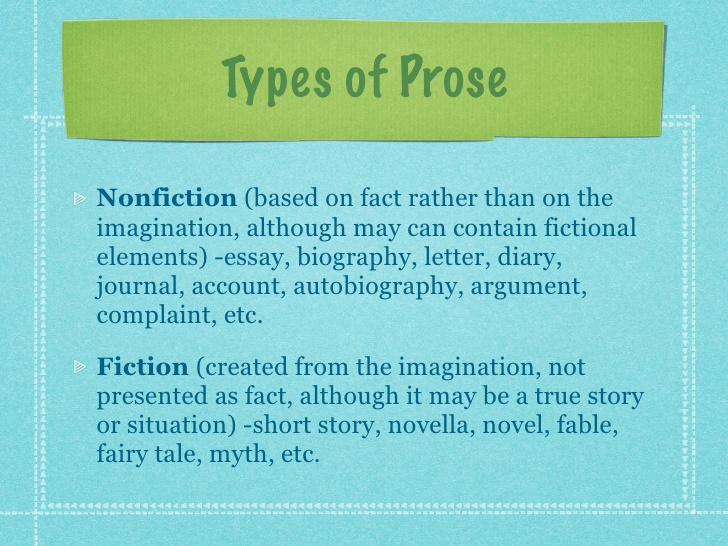 Types of Prose
Nonfiction (based on fact rather than on the
imagination, although may can contain fictional
elements) -essay, biography, letter, diary,
journal, account, autobiography, argument,
complaint, etc.
Fiction (created from the imagination, not
presented as fact, although it may be a true story
or situation) -short story, novella, novel, fable,
fairy tale, myth, etc.